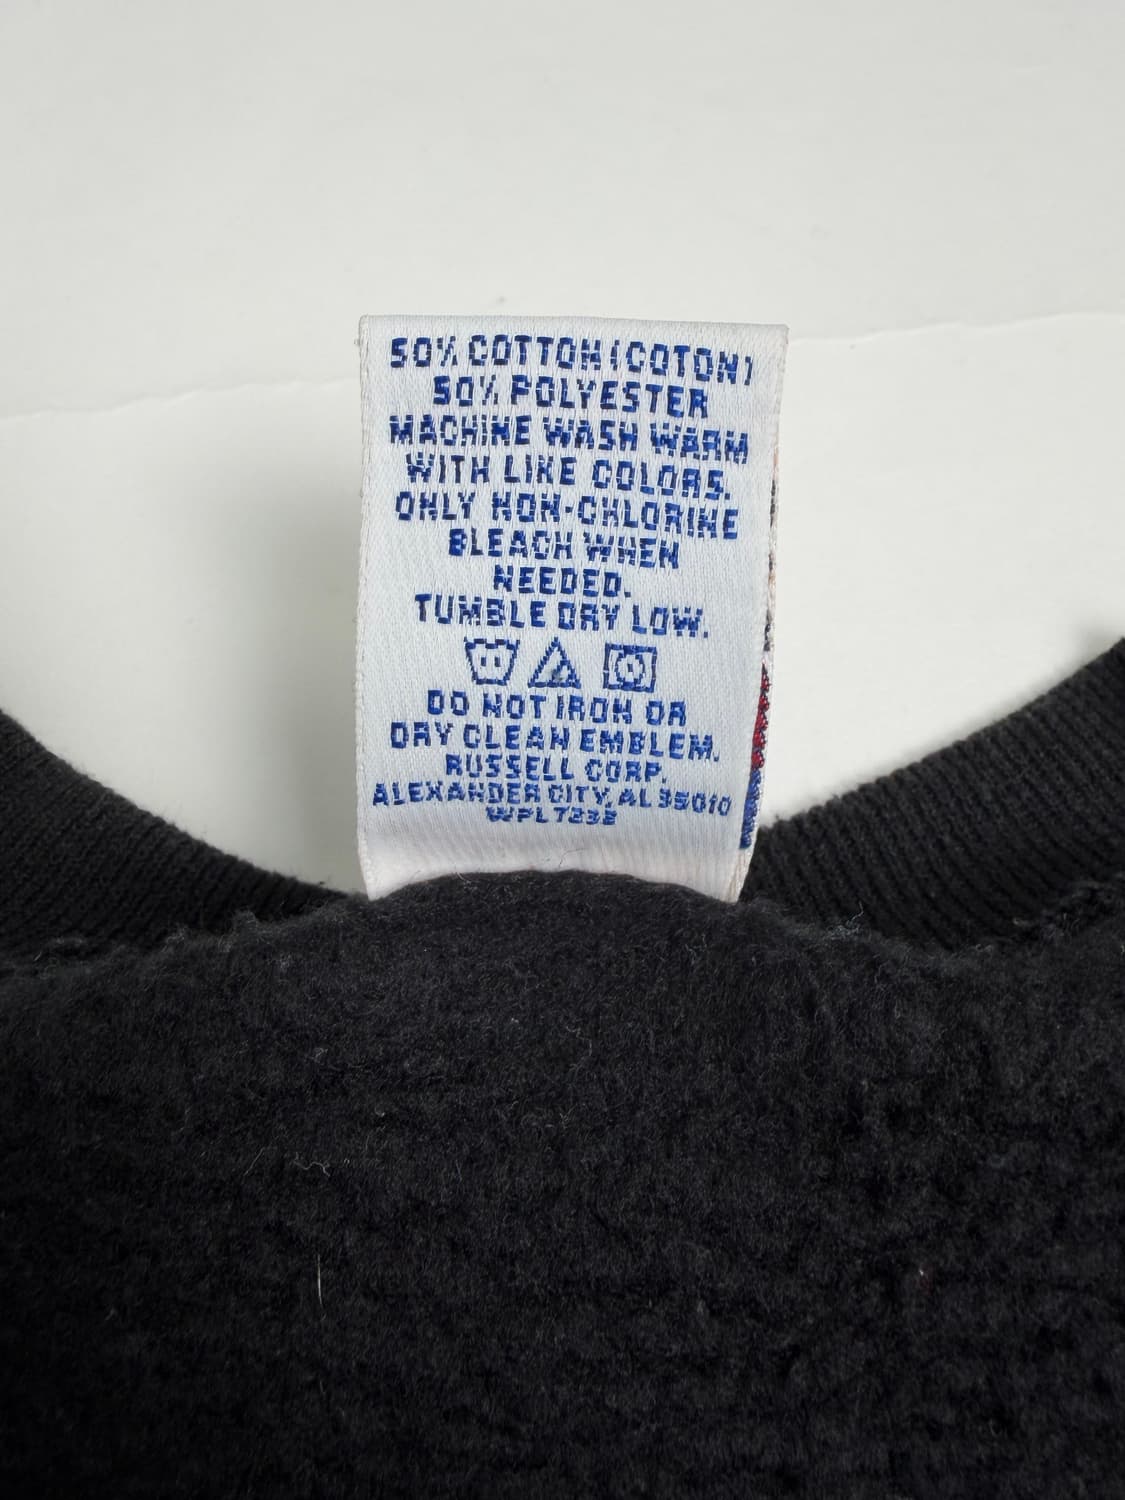 50% COTTON (COTON)
50% POLYESTER
MACHINE WASH WARM
WITH LIKE COLORS.
ONLY NON-CHLORINE
BLEACH WHEN
NEEDED.
TUMBLE DRY LOW.
DO NOT IRON OR
DRY CLEAN EMBLEM.
RUSSELL CORP.
ALEXANDER CITY, AL 35010
WPL 7232